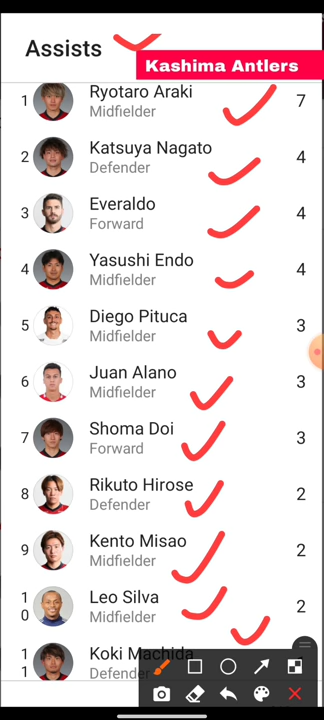 Assists
Kashima Antlers
1 Ryotaro Araki 7
Midfielder
2 Katsuya Nagato 4
Defender
3 Everaldo 4
Forward
4 Yasushi Endo 4
Midfielder
5 Diego Pituca 3
Midfielder
6 Juan Alano 3
Midfielder
7 Shoma Doi 3
Forward
8 Rikuto Hirose 2
Defender
9 Kento Misao 2
Midfielder
10 Leo Silva 2
Midfielder
11 Koki Machida
Defender